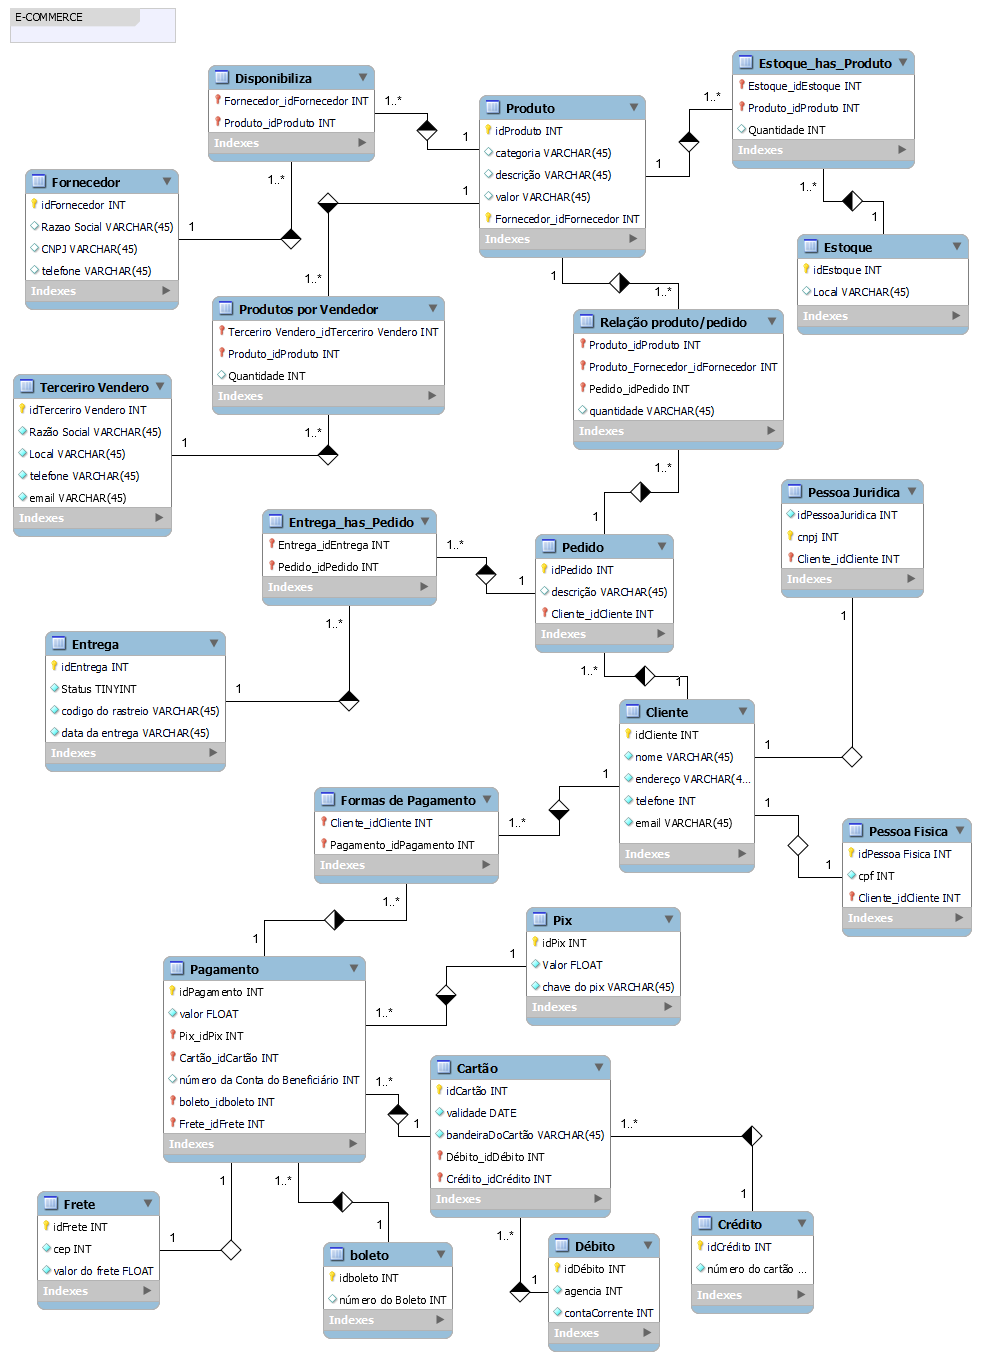 E-COMMERCE
Disponibiliza
Fornecedor_idFornecedor INT
Produto_idProduto INT
Indexes
1..*
1
Produto
idProduto INT
categoria VARCHAR(45)
descrição VARCHAR(45)
valor VARCHAR(45)
Fornecedor_idFornecedor INT
Indexes
1..*
1
Estoque_has_Produto
Estoque_idEstoque INT
Produto_idProduto INT
Quantidade INT
Indexes
1..*
1
Fornecedor
idFornecedor INT
Razao Social VARCHAR(45)
CNPJ VARCHAR(45)
telefone VARCHAR(45)
Indexes
1..*
1
1
1..*
Estoque
idEstoque INT
Local VARCHAR(45)
Indexes
Produtos por Vendedor
Terceriro Vendero_idTerceriro Vendero INT
Produto_idProduto INT
Quantidade INT
Indexes
1
1..*
Relação produto/pedido
Produto_idProduto INT
Produto_Fornecedor_idFornecedor INT
Pedido_idPedido INT
quantidade VARCHAR(45)
Indexes
Terceriro Vendero
idTerceriro Vendero INT
Razão Social VARCHAR(45)
Local VARCHAR(45)
telefone VARCHAR(45)
email VARCHAR(45)
Indexes
1..*
1
1..*
1
Pessoa Juridica
idPessoaJuridica INT
cnpj INT
Cliente_idCliente INT
Indexes
Entrega_has_Pedido
Entrega_idEntrega INT
Pedido_idPedido INT
Indexes
1..*
1
Pedido
idPedido INT
descrição VARCHAR(45)
Cliente_idCliente INT
Indexes
1..*
1
Entrega
idEntrega INT
Status TINYINT
codigo do rastreio VARCHAR(45)
data da entrega VARCHAR(45)
Indexes
1..*
1
1
1
Cliente
idCliente INT
nome VARCHAR(45)
endereço VARCHAR(4...
telefone INT
email VARCHAR(45)
Indexes
Formas de Pagamento
Cliente_idCliente INT
Pagamento_idPagamento INT
Indexes
1
1..*
1
1
Pessoa Fisica
idPessoa Fisica INT
cpf INT
Cliente_idCliente INT
Indexes
1..*
1
Pix
idPix INT
Valor FLOAT
chave do pix VARCHAR(45)
Indexes
1
1..*
Pagamento
idPagamento INT
valor FLOAT
Pix_idPix INT
Cartão_idCartão INT
número da Conta do Beneficiário INT
boleto_idboleto INT
Frete_idFrete INT
Indexes
1..*
1
Cartão
idCartão INT
validade DATE
bandeiraDoCartão VARCHAR(45)
Débito_idDébito INT
Crédito_idCrédito INT
Indexes
1..*
1
Frete
idFrete INT
cep INT
valor do frete FLOAT
Indexes
1
1
1..*
1
boleto
idboleto INT
número do Boleto INT
Indexes
1..*
1
Débito
idDébito INT
agencia INT
contaCorrente INT
Indexes
Crédito
idCrédito INT
número do cartão ...
Indexes